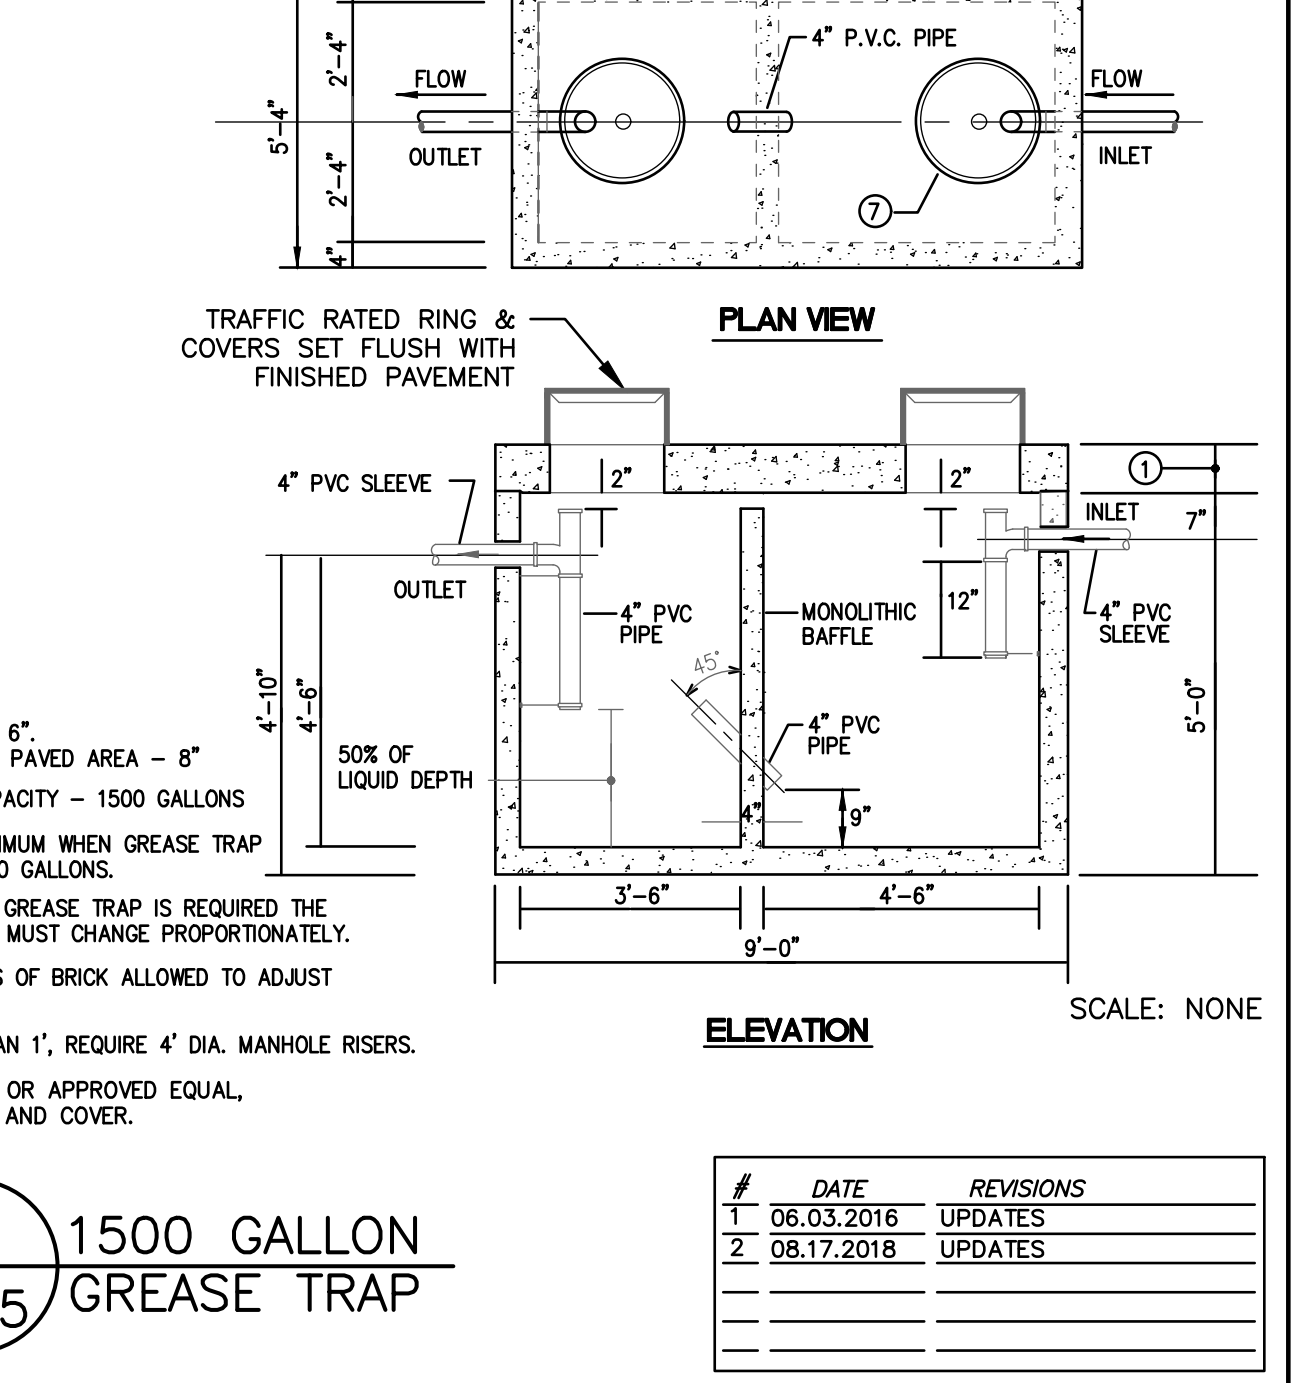 4” P.V.C. PIPE
2’-4”
FLOW
FLOW
5’-4”
OUTLET
INLET
2’-4”
7
4”
PLAN VIEW
TRAFFIC RATED RING &
COVERS SET FLUSH WITH
FINISHED PAVEMENT
4” PVC SLEEVE
2”
2”
1
INLET
7”
OUTLET
4” PVC
PIPE
MONOLITHIC
BAFFLE
12”
4” PVC
SLEEVE
45°
4’-10”
4’-6”
5’-0”
4” PVC
PIPE
50% OF
LIQUID DEPTH
4”
9”
3’-6”
4’-6”
9’-0”
ELEVATION
SCALE: NONE
6”.
PAVED AREA – 8”
PACITY – 1500 GALLONS
IMUM WHEN GREASE TRAP
0 GALLONS.
GREASE TRAP IS REQUIRED THE
MUST CHANGE PROPORTIONATELY.
S OF BRICK ALLOWED TO ADJUST
AN 1’, REQUIRE 4’ DIA. MANHOLE RISERS.
OR APPROVED EQUAL,
AND COVER.
5
1500 GALLON
GREASE TRAP
# DATE REVISIONS
1 06.03.2016 UPDATES
2 08.17.2018 UPDATES